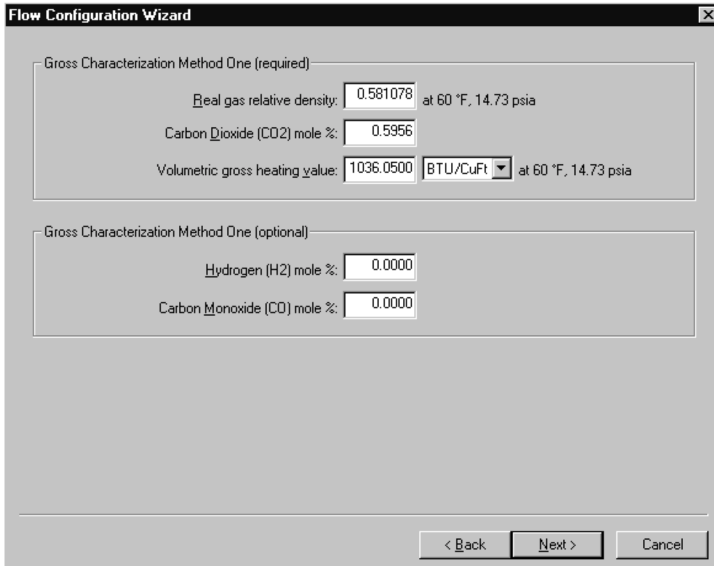 Flow Configuration Wizard
Gross Characterization Method One (required)
Real gas relative density: 0.581078 at 60 °F, 14.73 psia
Carbon Dioxide (CO2) mole %: 0.5956
Volumetric gross heating value: 1036.0500 BTU/CuFt at 60 °F, 14.73 psia
Gross Characterization Method One (optional)
Hydrogen (H2) mole %: 0.0000
Carbon Monoxide (CO) mole %: 0.0000
< Back Next > Cancel